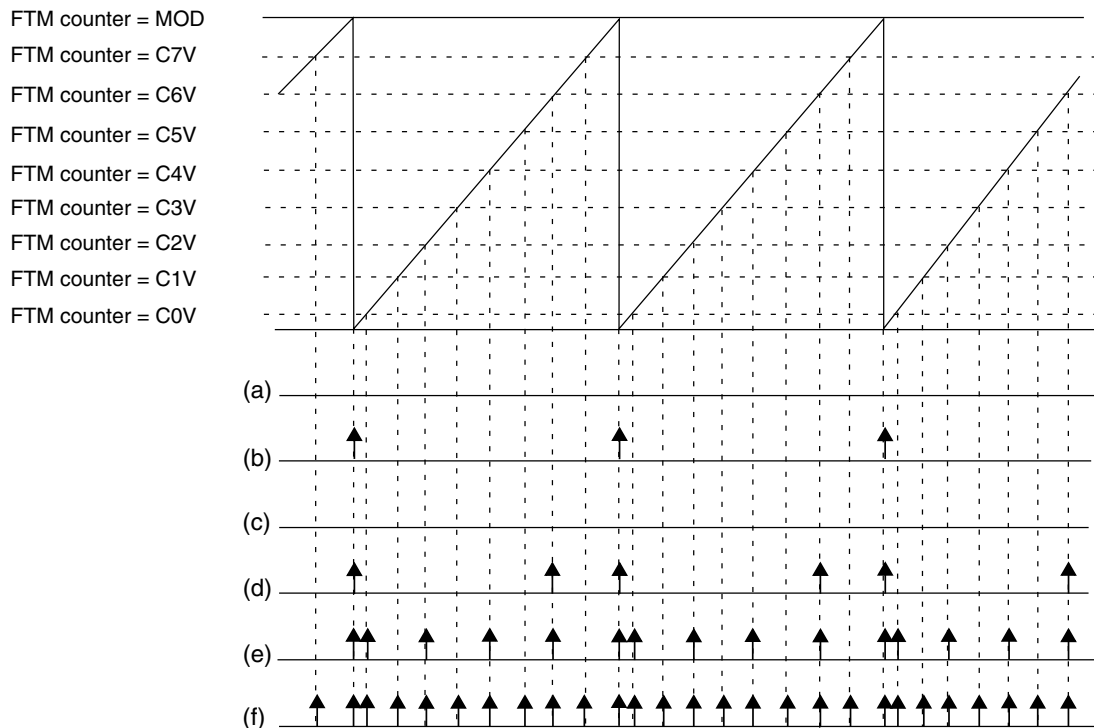 FTM counter = MOD
FTM counter = C7V
FTM counter = C6V
FTM counter = C5V
FTM counter = C4V
FTM counter = C3V
FTM counter = C2V
FTM counter = C1V
FTM counter = C0V
(a)
(b)
(c)
(d)
(e)
(f)